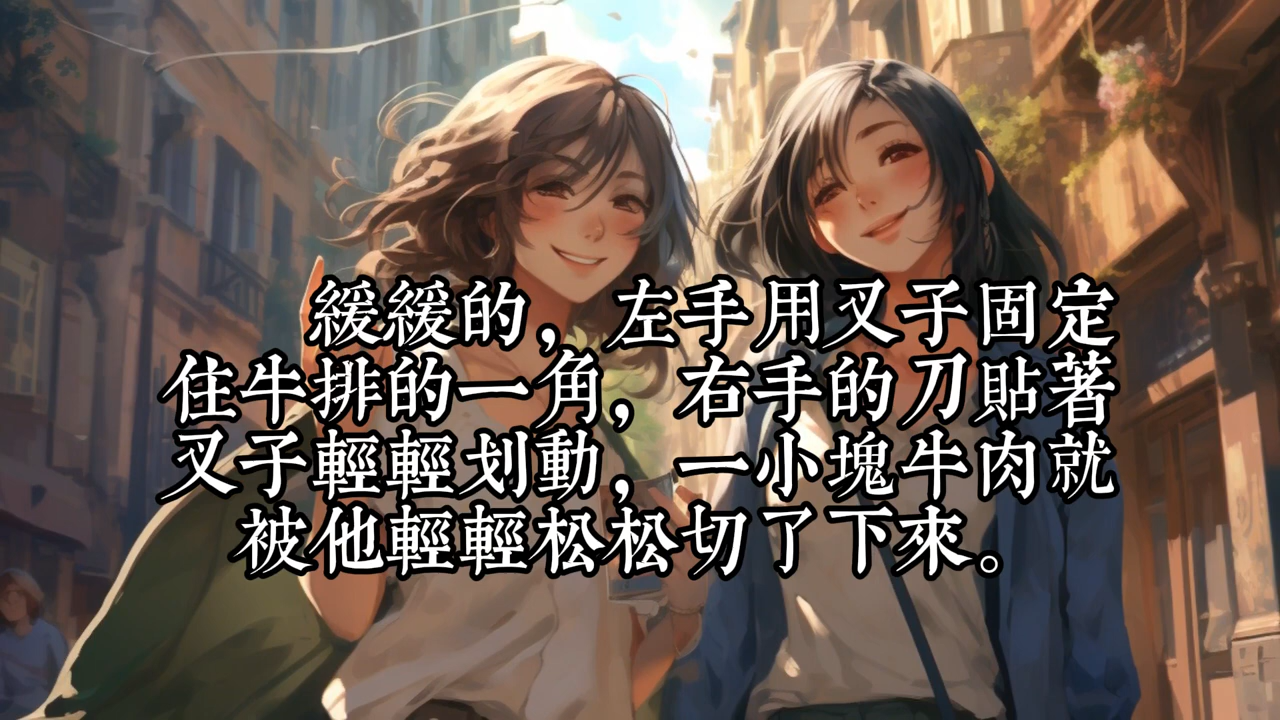 緩緩的，左手用叉子固定
住牛排的一角，右手的刀貼著
叉子輕輕划動，一小塊牛肉就
被他輕輕松松切了下來。